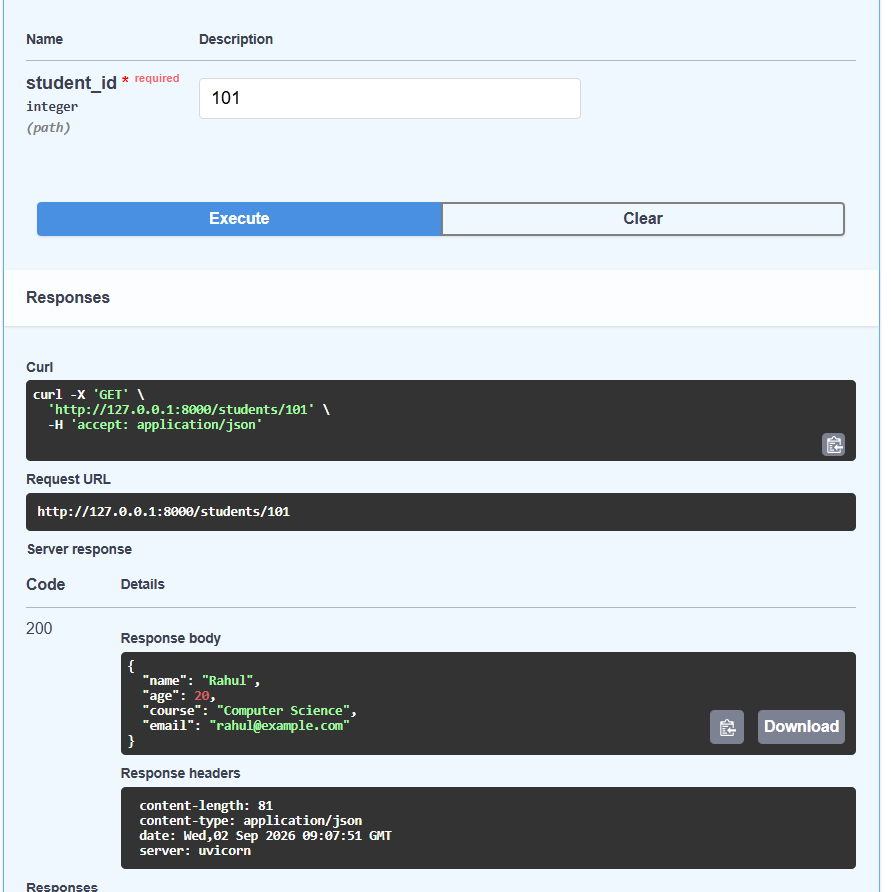 Name Description
student_id * required
integer
(path)
101
Execute Clear
Responses
Curl
curl -X 'GET' \
  'http://127.0.0.1:8000/students/101' \
  -H 'accept: application/json'
Request URL
http://127.0.0.1:8000/students/101
Server response
Code Details
200
Response body
{
  "name": "Rahul",
  "age": 20,
  "course": "Computer Science",
  "email": "rahul@example.com"
}
Download
Response headers
content-length: 81
content-type: application/json
date: Wed,02 Sep 2026 09:07:51 GMT
server: uvicorn
Responses